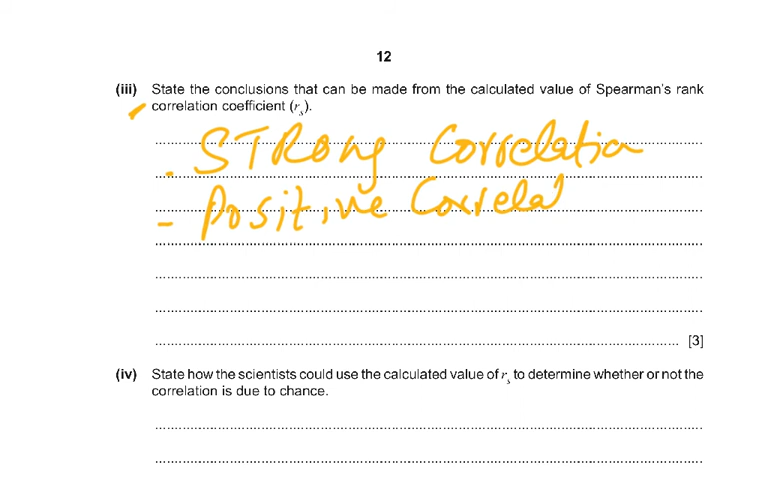 12
(iii) State the conclusions that can be made from the calculated value of Spearman's rank
correlation coefficient (rs).
- STRong Correlation
- Positive Correlat
[3]
(iv) State how the scientists could use the calculated value of rs to determine whether or not the
correlation is due to chance.